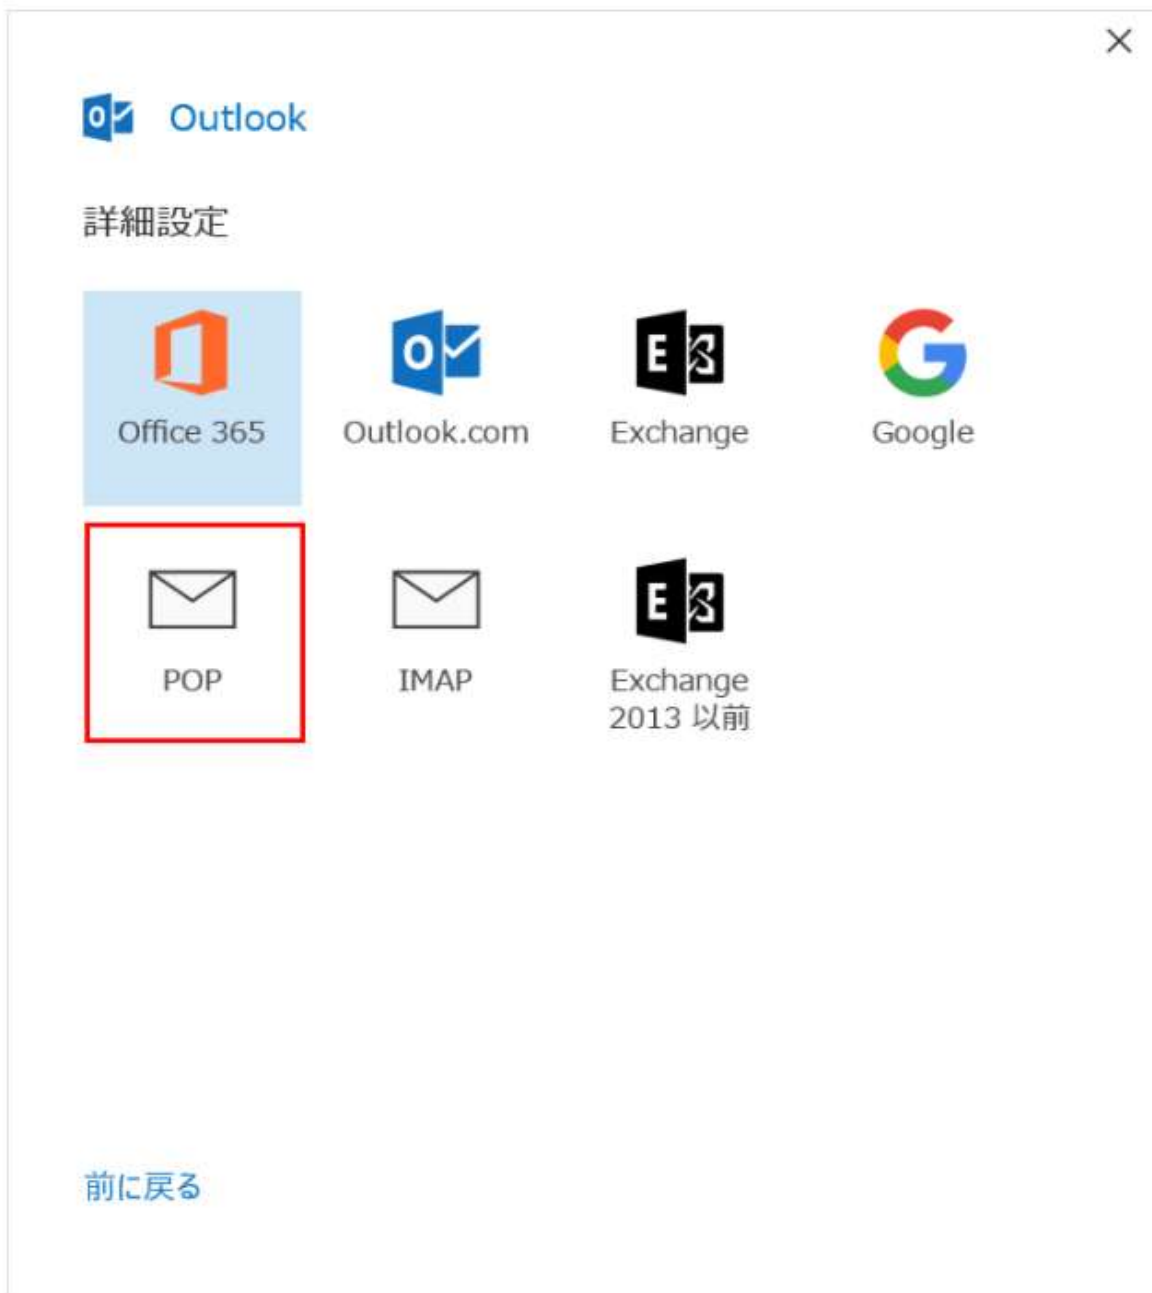 Outlook
詳細設定
Office 365
Outlook.com
Exchange
Google
POP
IMAP
Exchange
2013 以前
前に戻る